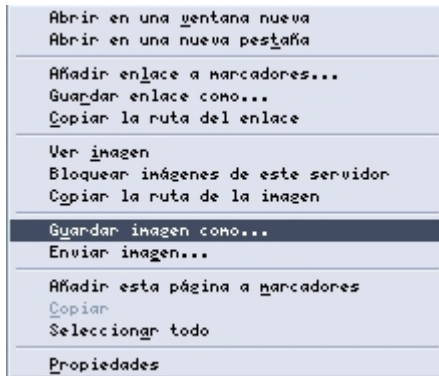 Abrir en una ventana nueva
Abrir en una nueva pestaña
Añadir enlace a marcadores...
Guardar enlace como...
Copiar la ruta del enlace
Ver imagen
Bloquear imágenes de este servidor
Copiar la ruta de la imagen
Guardar imagen como...
Enviar imagen...
Añadir esta página a marcadores
Copiar
Seleccionar todo
Propiedades